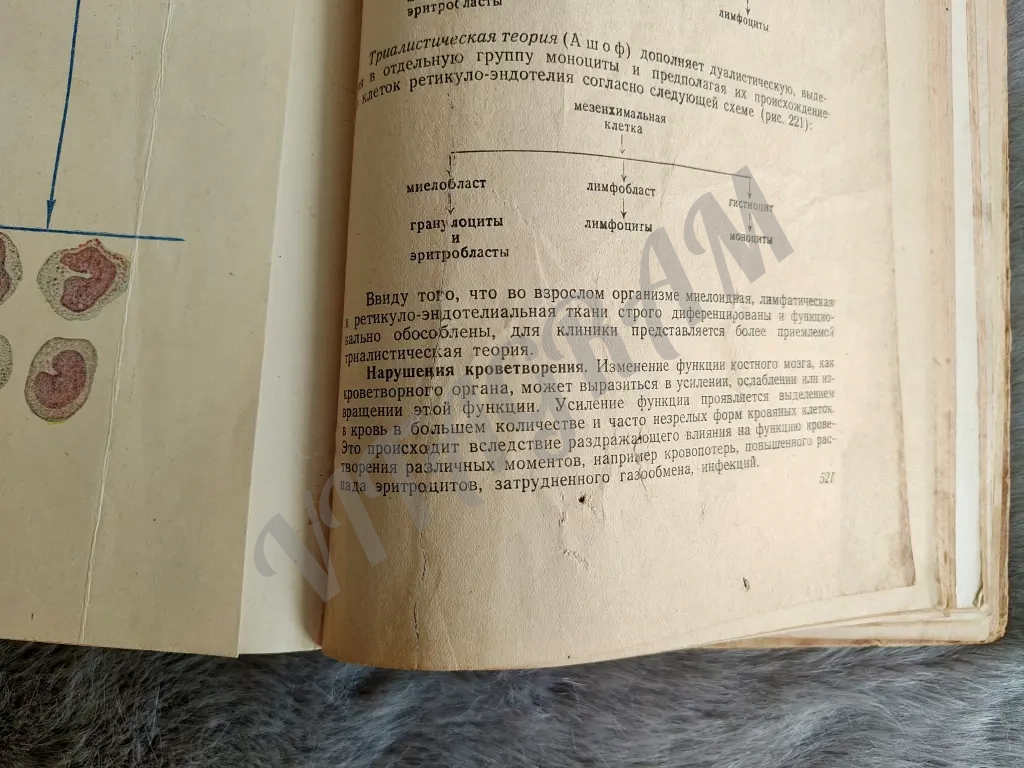 эритробласты лимфоциты
Триалистическая теория (Ашоф) дополняет дуалистическую, выде-
в отдельную группу моноциты и предполагая их происхождение
клеток ретикуло-эндотелия согласно следующей схеме (рис. 221):
мезенхимальная
клетка
миелобласт лимфобласт гистиоцит
гранулоциты лимфоциты моноциты
и
эритробласты
Ввиду того, что во взрослом организме миелоидная, лимфатическая
и ретикуло-эндотелиальная ткани строго диференцированы и функцио-
нально обособлены, для клиники представляется более приемлемой
триалистическая теория.
Нарушения кроветворения. Изменение функции костного мозга, как
кроветворного органа, может выразиться в усилении, ослаблении или из-
вращении этой функции. Усиление функции проявляется выделением
в кровь в большем количестве и часто незрелых форм кровяных клеток.
Это происходит вследствие раздражающего влияния на функцию крове-
творения различных моментов, например кровопотерь, повышенного рас-
пада эритроцитов, затрудненного газообмена, инфекций.
521